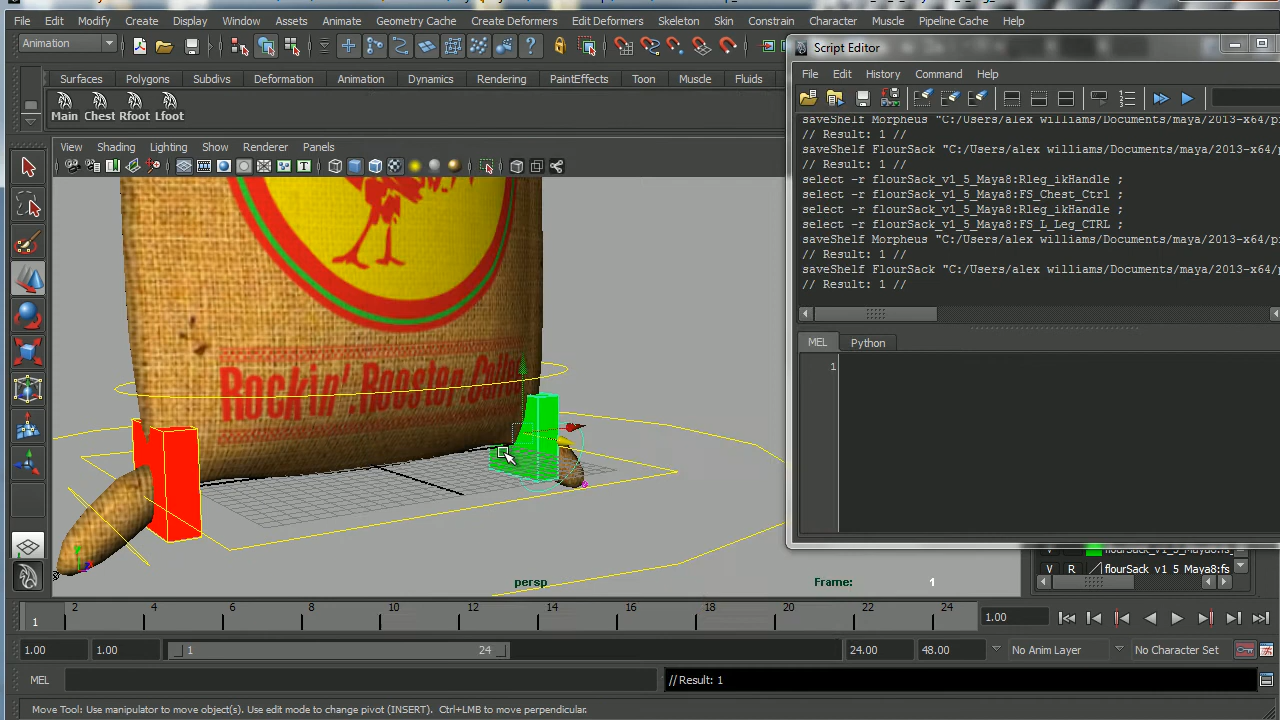 File Edit Modify Create Display Window Assets Animate Geometry Cache Create Deformers Edit Deformers Skeleton Skin Constrain Character Muscle Pipeline Cache Help
Animation
Surfaces Polygons Subdivs Deformation Animation Dynamics Rendering PaintEffects Toon Muscle Fluids
Main Chest Rfoot Lfoot
View Shading Lighting Show Renderer Panels
Rockin' Rooster
persp
Frame: 1
Script Editor
File Edit History Command Help
saveShelf Morpheus "C:/Users/alex williams/Documents/maya/2013-x64/p
// Result: 1 //
saveShelf FlourSack "C:/Users/alex williams/Documents/maya/2013-x64/p
// Result: 1 //
select -r flourSack_v1_5_Maya8:Rleg_ikHandle ;
select -r flourSack_v1_5_Maya8:FS_Chest_Ctrl ;
select -r flourSack_v1_5_Maya8:Rleg_ikHandle ;
select -r flourSack_v1_5_Maya8:FS_L_Leg_CTRL ;
saveShelf Morpheus "C:/Users/alex williams/Documents/maya/2013-x64/p
// Result: 1 //
saveShelf FlourSack "C:/Users/alex williams/Documents/maya/2013-x64/p
// Result: 1 //
MEL Python
1
V flourSack_v1_5_Maya8:fs
V R flourSack_v1_5_Maya8:fs
1 2 4 6 8 10 12 14 16 18 20 22 24 1.00
1.00 1.00 1 24 24.00 48.00 No Anim Layer No Character Set
MEL // Result: 1
Move Tool: Use manipulator to move object(s). Use edit mode to change pivot (INSERT). Ctrl+LMB to move perpendicular.